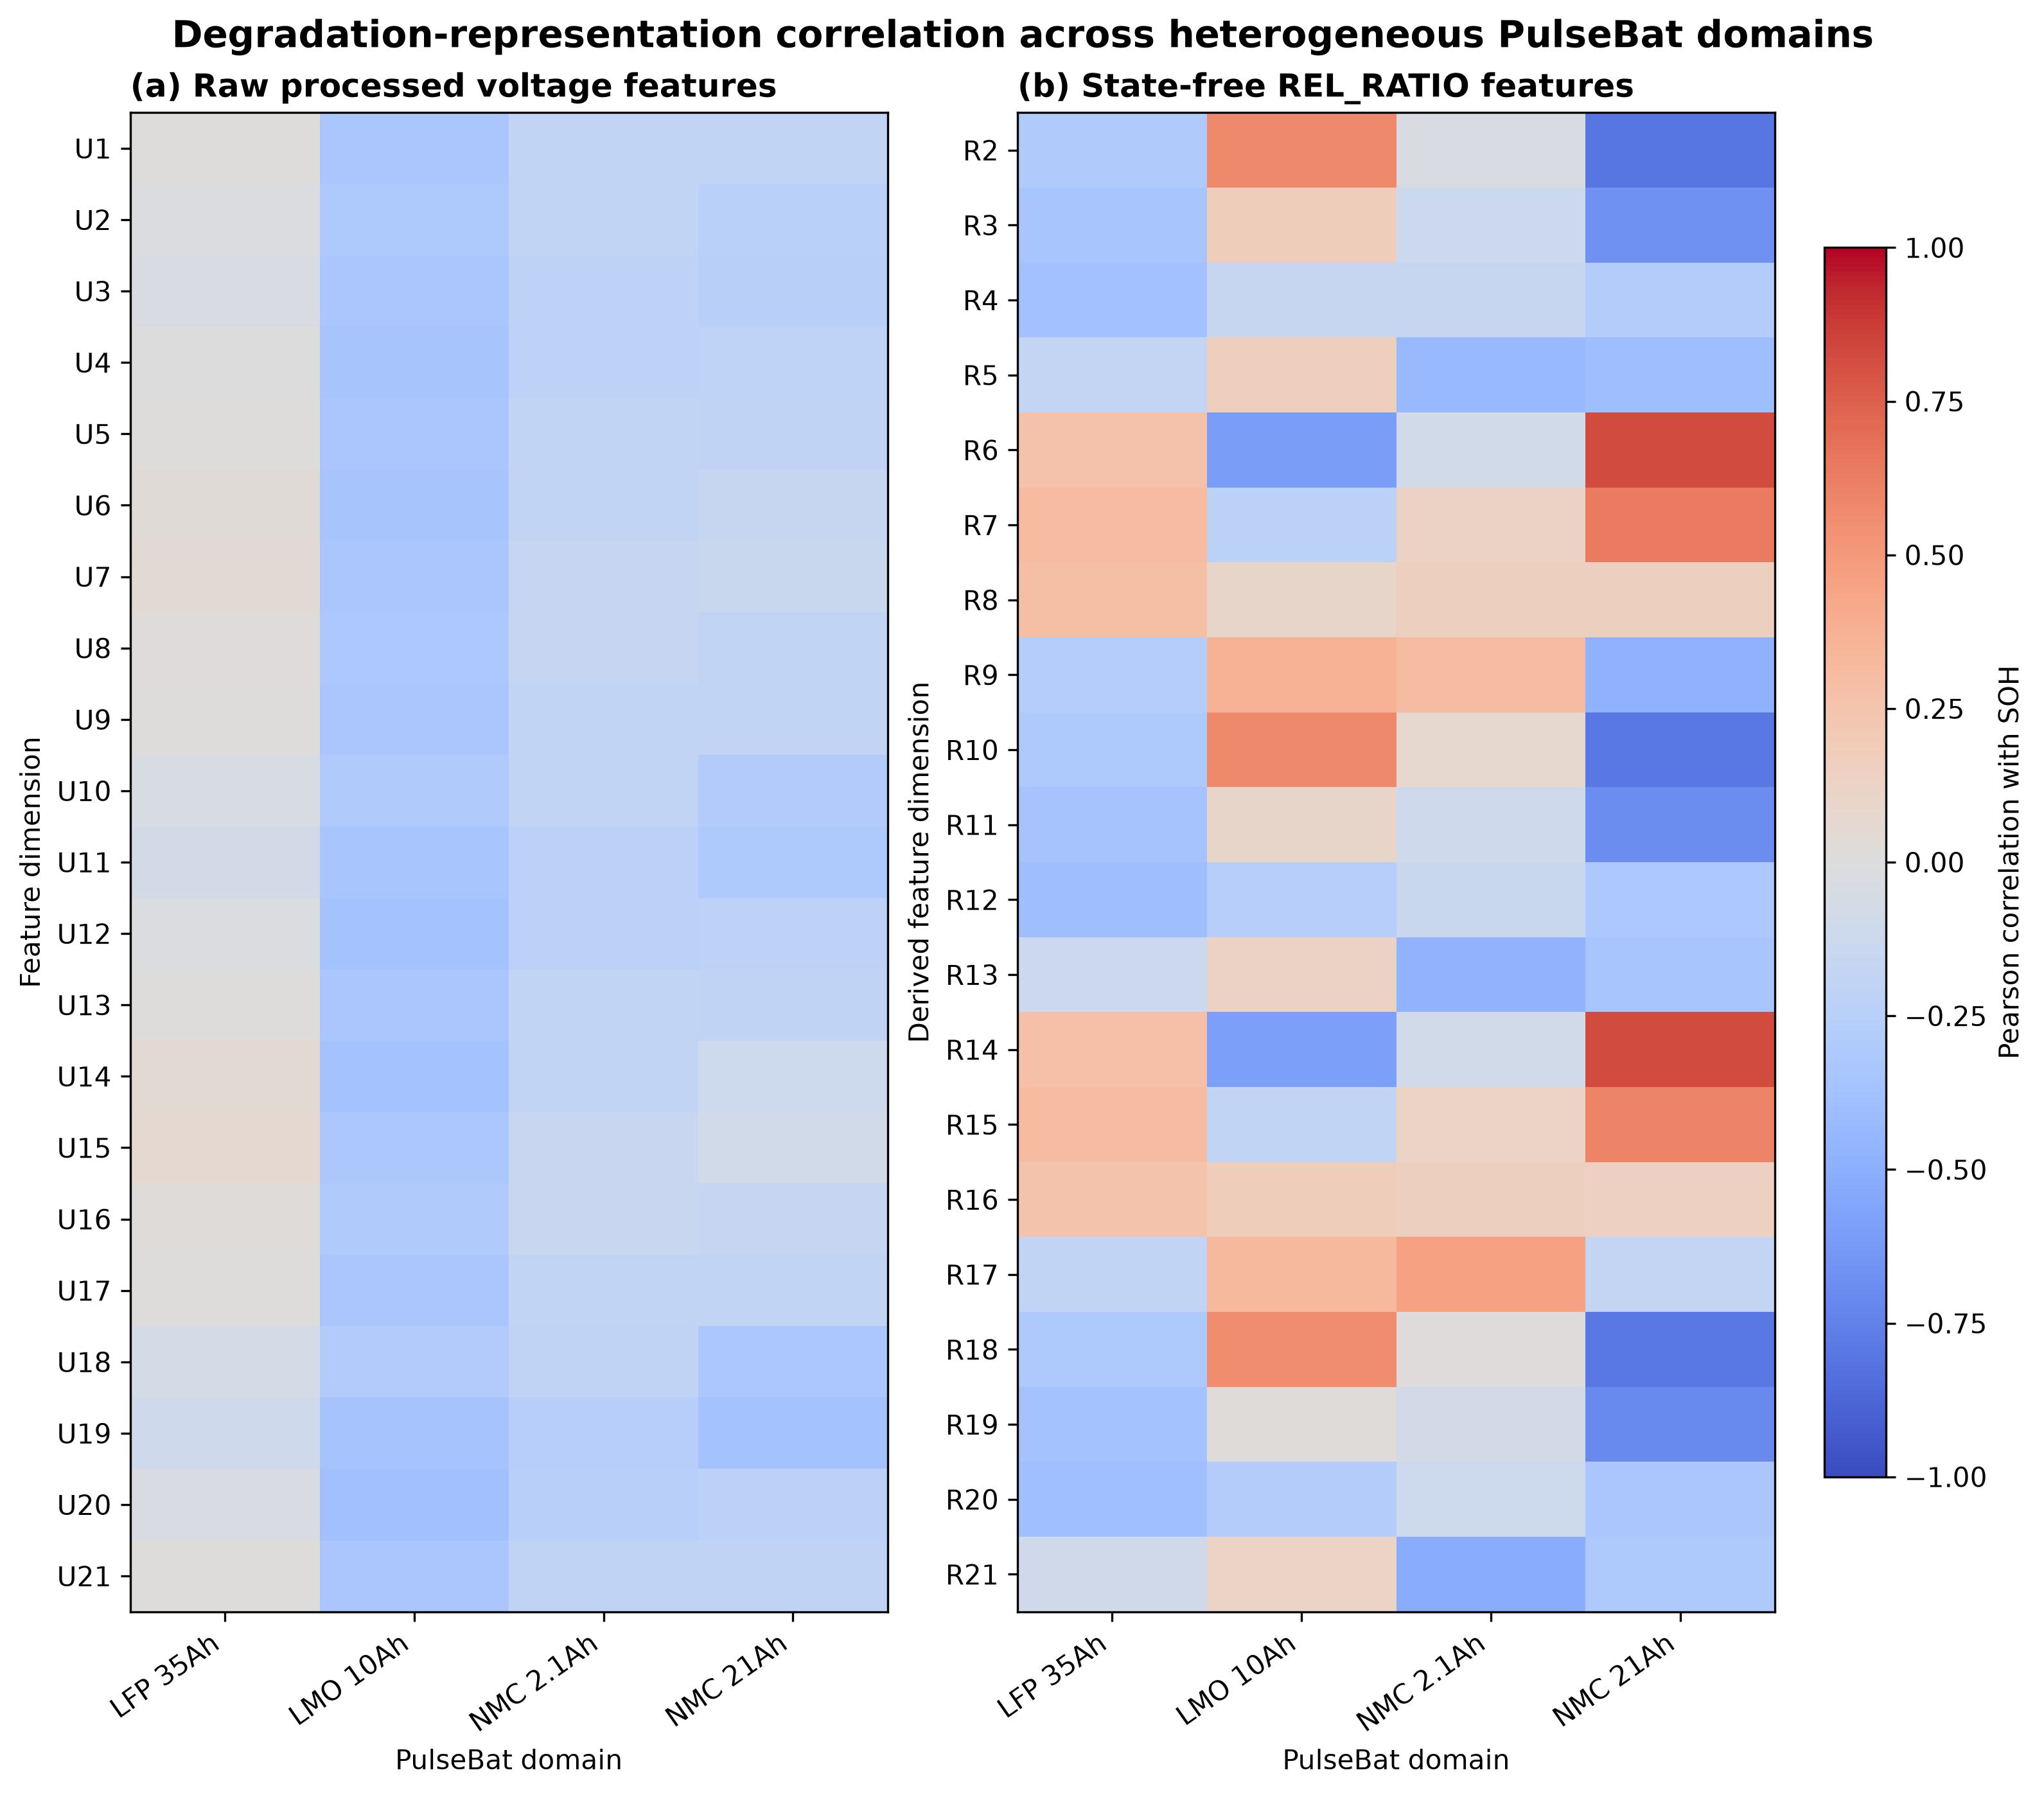 Degradation-representation correlation across heterogeneous PulseBat domains
(a) Raw processed voltage features
Feature dimension
U1
U2
U3
U4
U5
U6
U7
U8
U9
U10
U11
U12
U13
U14
U15
U16
U17
U18
U19
U20
U21
LFP 35Ah
LMO 10Ah
NMC 2.1Ah
NMC 21Ah
PulseBat domain
(b) State-free REL_RATIO features
Derived feature dimension
R2
R3
R4
R5
R6
R7
R8
R9
R10
R11
R12
R13
R14
R15
R16
R17
R18
R19
R20
R21
LFP 35Ah
LMO 10Ah
NMC 2.1Ah
NMC 21Ah
PulseBat domain
1.00
0.75
0.50
0.25
0.00
−0.25
−0.50
−0.75
−1.00
Pearson correlation with SOH